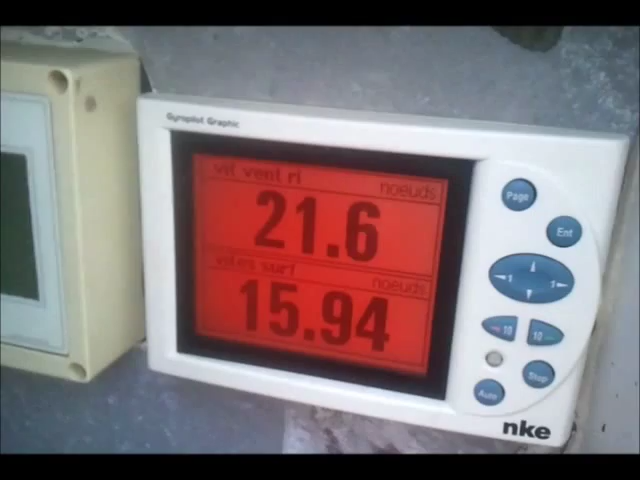 Gyropilot Graphic
vit vent rl
noeuds
21.6
vites surf
noeuds
15.94
Page
Ent
-1 1-
10 10
Stop
Auto
nke